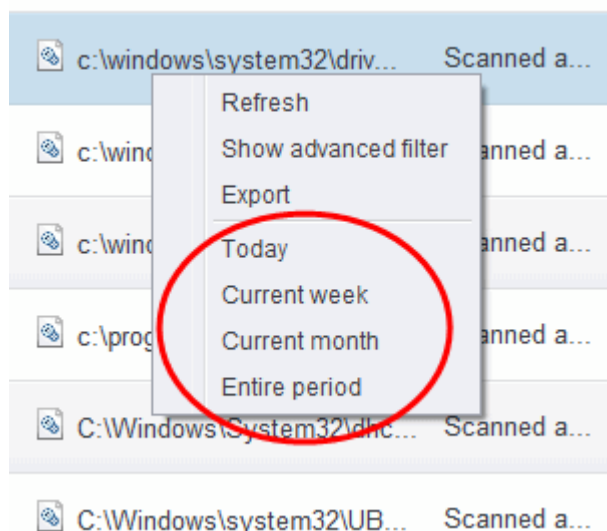 c:\windows\system32\driv... Scanned a...
Refresh
Show advanced filter
c:\wind anned a...
Export
Today
c:\wind anned a...
Current week
Current month
c:\prog anned a...
Entire period
C:\Windows\System32\dhc... Scanned a...
C:\Windows\system32\UB... Scanned a...